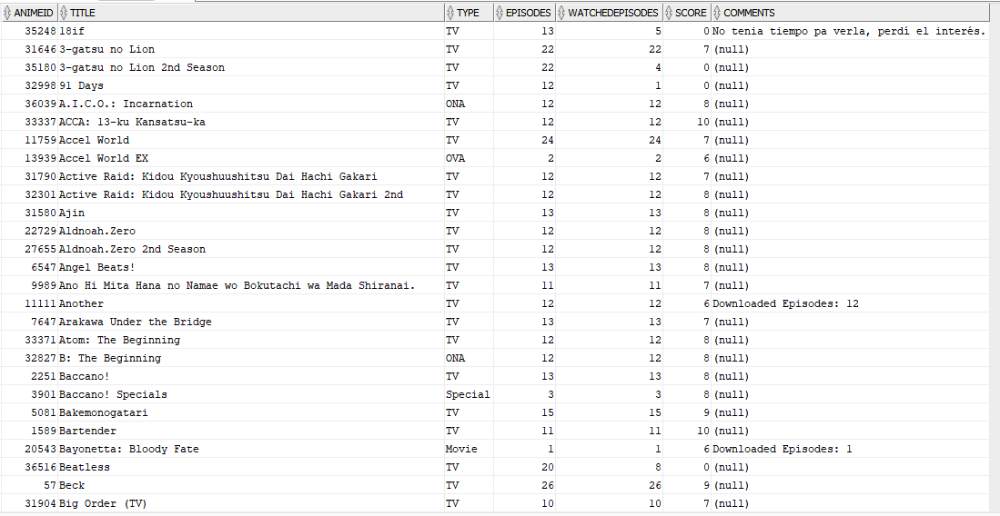 ANIMEID TITLE TYPE EPISODES WATCHEDEPISODES SCORE COMMENTS
35248 18if TV 13 5 0 No tenia tiempo pa verla, perdí el interés.
31646 3-gatsu no Lion TV 22 22 7 (null)
35180 3-gatsu no Lion 2nd Season TV 22 4 0 (null)
32998 91 Days TV 12 1 0 (null)
36039 A.I.C.O.: Incarnation ONA 12 12 8 (null)
33337 ACCA: 13-ku Kansatsu-ka TV 12 12 10 (null)
11759 Accel World TV 24 24 7 (null)
13939 Accel World EX OVA 2 2 6 (null)
31790 Active Raid: Kidou Kyoushuushitsu Dai Hachi Gakari TV 12 12 7 (null)
32301 Active Raid: Kidou Kyoushuushitsu Dai Hachi Gakari 2nd TV 12 12 8 (null)
31580 Ajin TV 13 13 8 (null)
22729 Aldnoah.Zero TV 12 12 8 (null)
27655 Aldnoah.Zero 2nd Season TV 12 12 8 (null)
6547 Angel Beats! TV 13 13 8 (null)
9989 Ano Hi Mita Hana no Namae wo Bokutachi wa Mada Shiranai. TV 11 11 7 (null)
11111 Another TV 12 12 6 Downloaded Episodes: 12
7647 Arakawa Under the Bridge TV 13 13 7 (null)
33371 Atom: The Beginning TV 12 12 8 (null)
32827 B: The Beginning ONA 12 12 8 (null)
2251 Baccano! TV 13 13 8 (null)
3901 Baccano! Specials Special 3 3 8 (null)
5081 Bakemonogatari TV 15 15 9 (null)
1589 Bartender TV 11 11 10 (null)
20543 Bayonetta: Bloody Fate Movie 1 1 6 Downloaded Episodes: 1
36516 Beatless TV 20 8 0 (null)
57 Beck TV 26 26 9 (null)
31904 Big Order (TV) TV 10 10 7 (null)